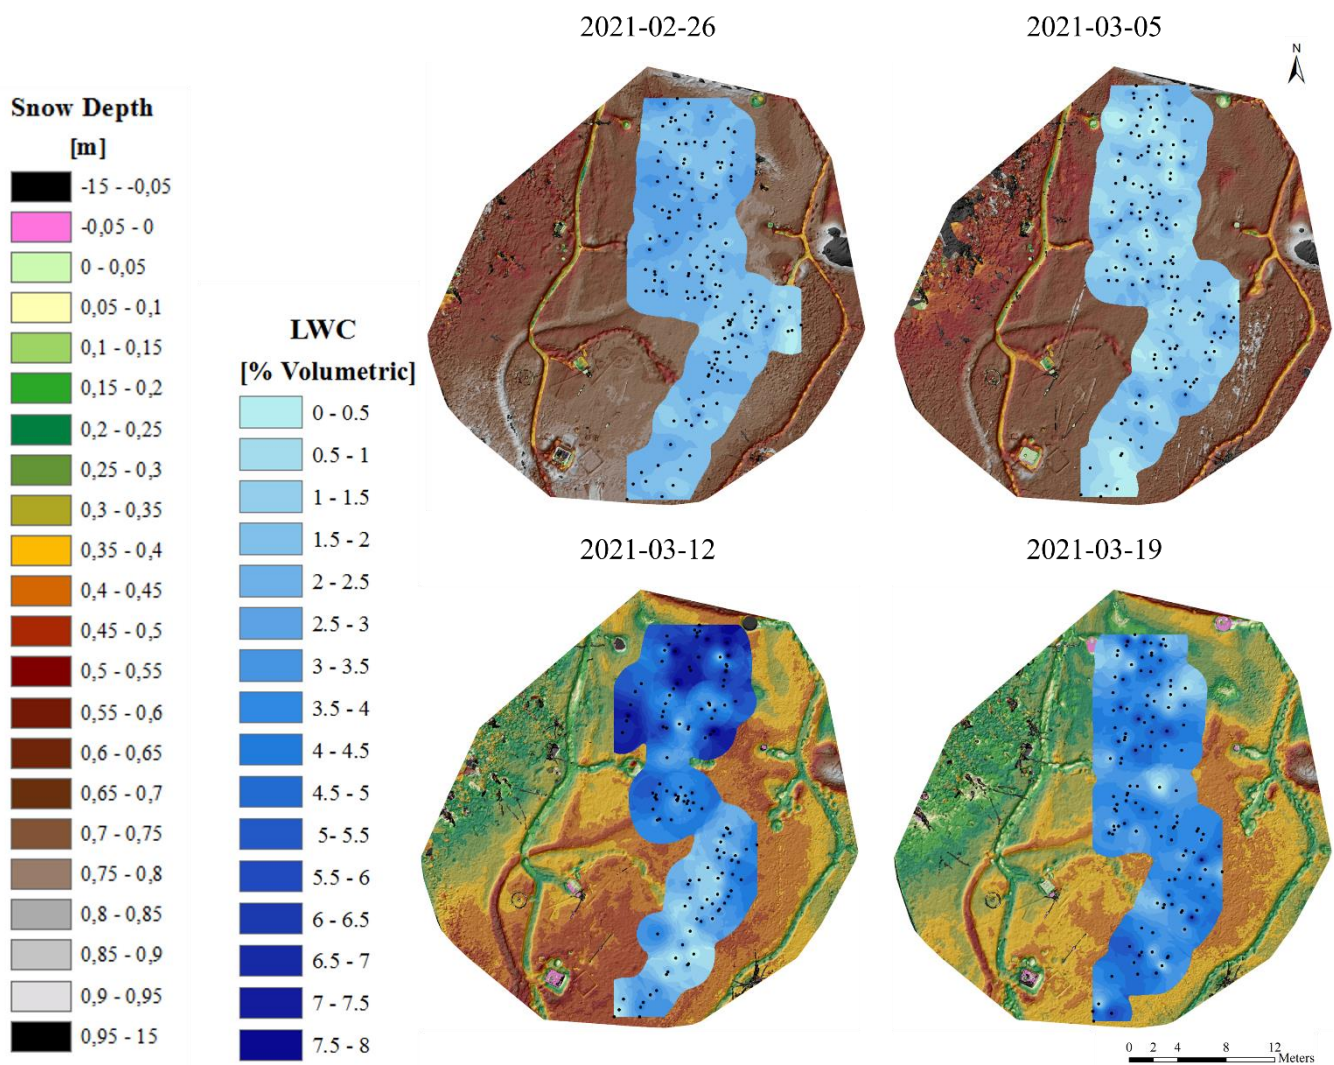 2021-02-26
2021-03-05
N
Snow Depth
[m]
-15 - -0,05
-0,05 - 0
0 - 0,05
0,05 - 0,1
0,1 - 0,15
0,15 - 0,2
0,2 - 0,25
0,25 - 0,3
0,3 - 0,35
0,35 - 0,4
0,4 - 0,45
0,45 - 0,5
0,5 - 0,55
0,55 - 0,6
0,6 - 0,65
0,65 - 0,7
0,7 - 0,75
0,75 - 0,8
0,8 - 0,85
0,85 - 0,9
0,9 - 0,95
0,95 - 15
LWC
[% Volumetric]
0 - 0.5
0.5 - 1
1 - 1.5
1.5 - 2
2 - 2.5
2.5 - 3
3 - 3.5
3.5 - 4
4 - 4.5
4.5 - 5
5- 5.5
5.5 - 6
6 - 6.5
6.5 - 7
7 - 7.5
7.5 - 8
2021-03-12
2021-03-19
0 2 4 8 12
Meters